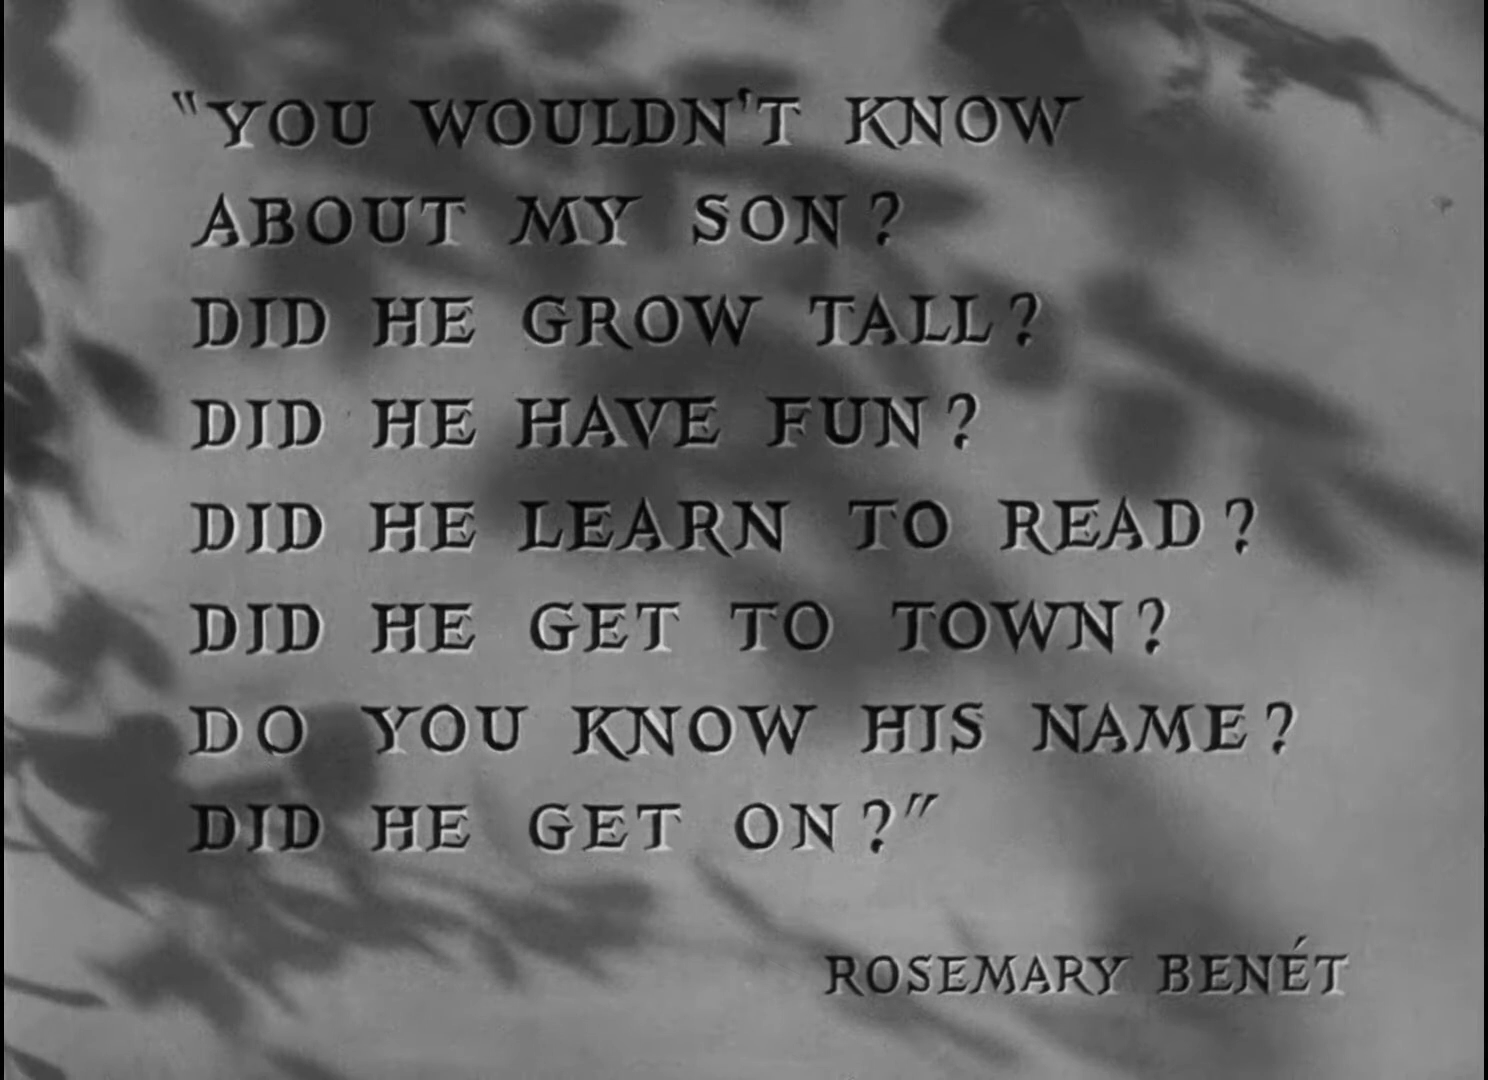 "YOU WOULDN'T KNOW
ABOUT MY SON?
DID HE GROW TALL?
DID HE HAVE FUN?
DID HE LEARN TO READ?
DID HE GET TO TOWN?
DO YOU KNOW HIS NAME?
DID HE GET ON?"
ROSEMARY BENÉT